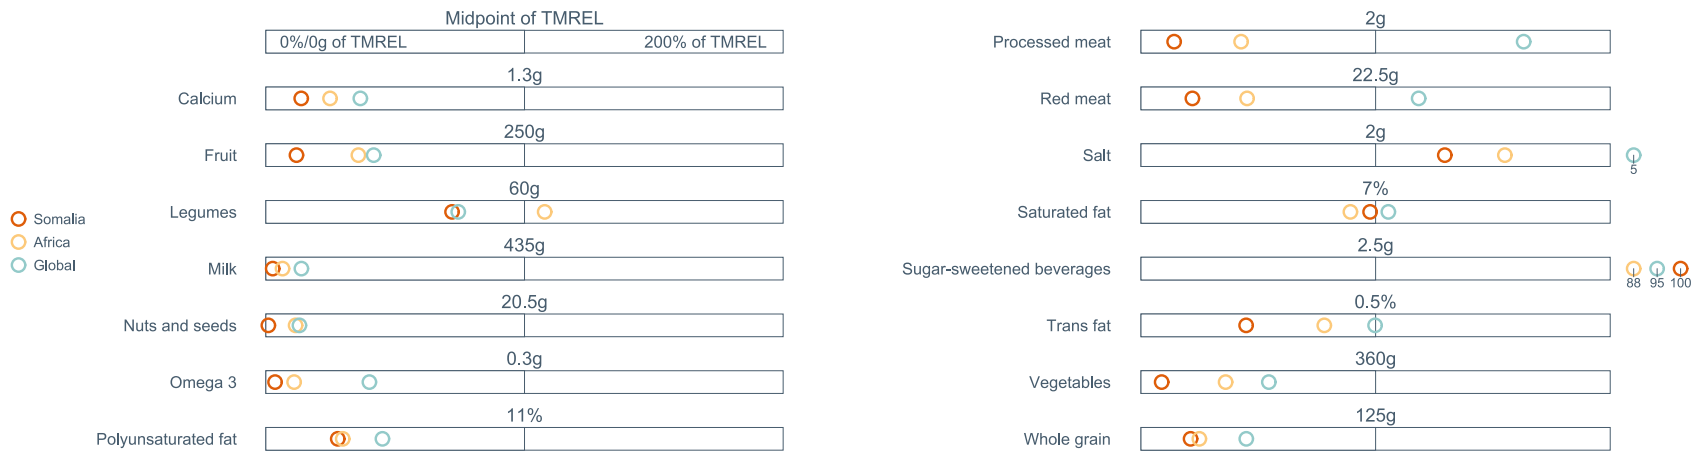 Midpoint of TMREL
0%/0g of TMREL 200% of TMREL
1.3g
Calcium
250g
Fruit
60g
Legumes
435g
Milk
20.5g
Nuts and seeds
0.3g
Omega 3
11%
Polyunsaturated fat
Somalia
Africa
Global
2g
Processed meat
22.5g
Red meat
2g
Salt
5
7%
Saturated fat
2.5g
Sugar-sweetened beverages
88 95 100
0.5%
Trans fat
360g
Vegetables
125g
Whole grain